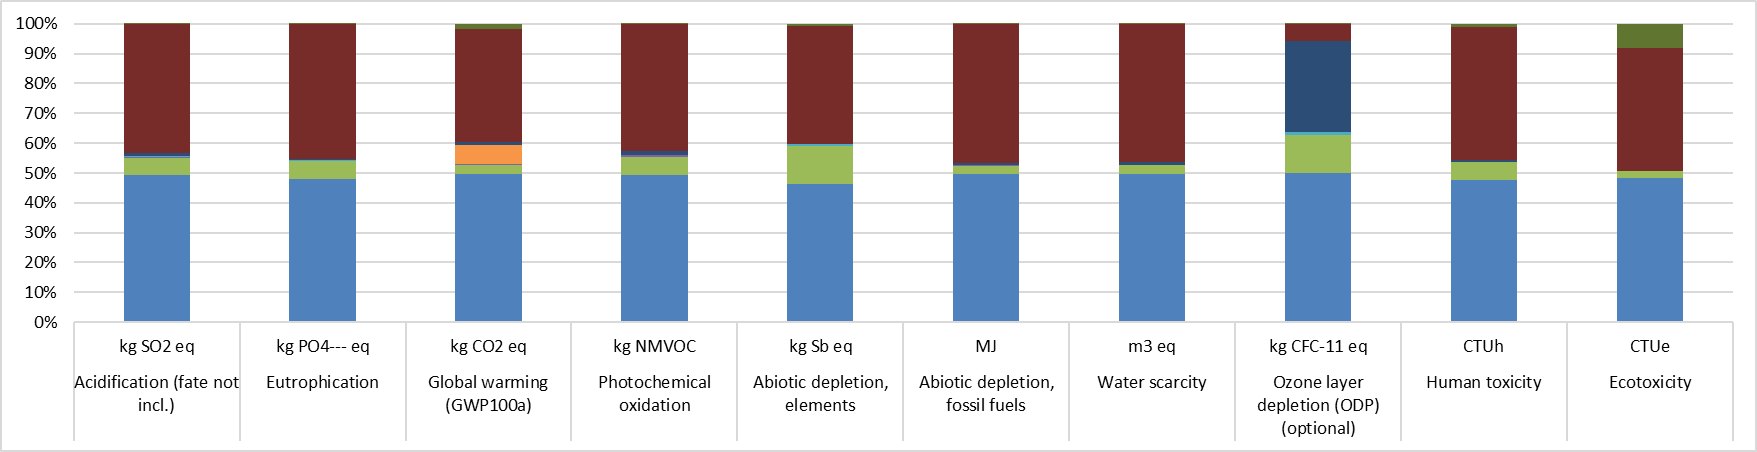 100%
90%
80%
70%
60%
50%
40%
30%
20%
10%
0%
kg SO2 eq
kg PO4--- eq
kg CO2 eq
kg NMVOC
kg Sb eq
MJ
m3 eq
kg CFC-11 eq
CTUh
CTUe
Acidification (fate not
incl.)
Eutrophication
Global warming
(GWP100a)
Photochemical
oxidation
Abiotic depletion,
elements
Abiotic depletion,
fossil fuels
Water scarcity
Ozone layer
depletion (ODP)
(optional)
Human toxicity
Ecotoxicity